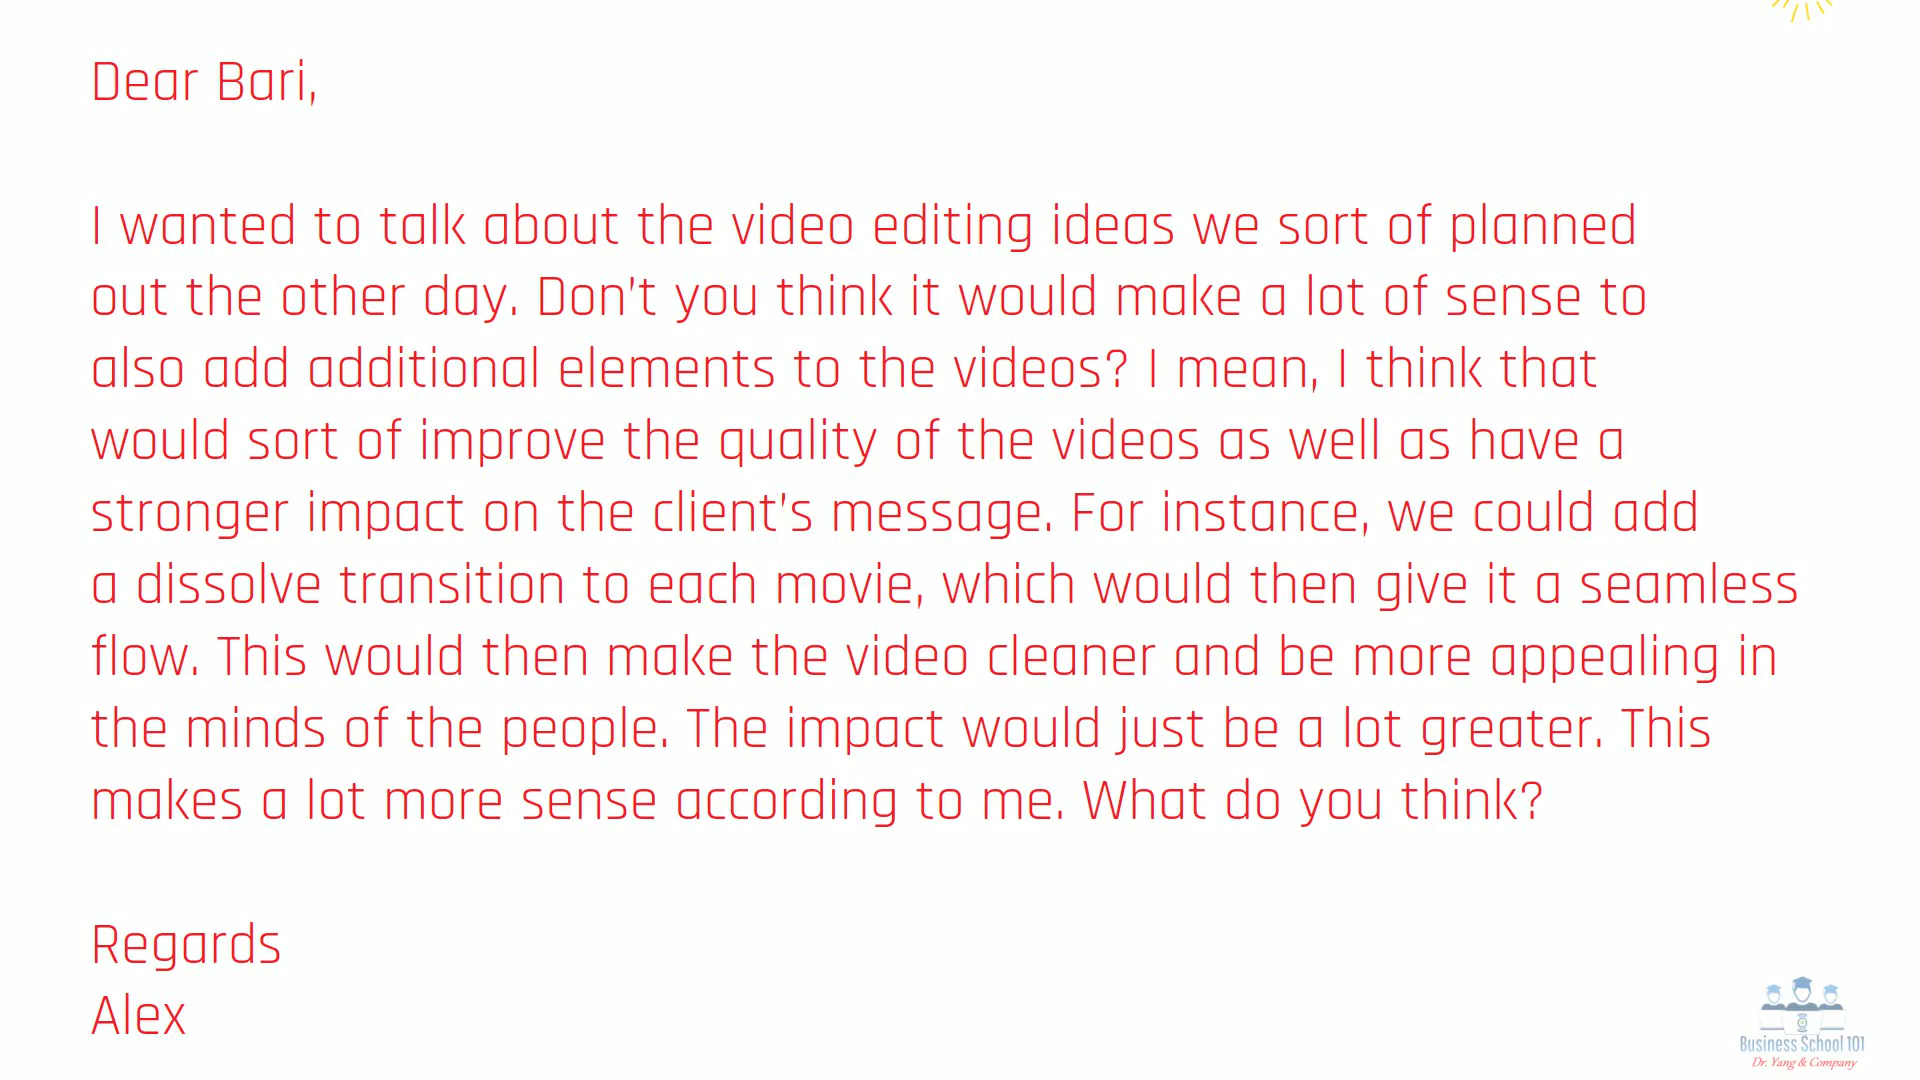 Dear Bari,
I wanted to talk about the video editing ideas we sort of planned
out the other day. Don't you think it would make a lot of sense to
also add additional elements to the videos? I mean, I think that
would sort of improve the quality of the videos as well as have a
stronger impact on the client's message. For instance, we could add
a dissolve transition to each movie, which would then give it a seamless
flow. This would then make the video cleaner and be more appealing in
the minds of the people. The impact would just be a lot greater. This
makes a lot more sense according to me. What do you think?
Regards
Alex
Business School 101
Dr. Yang & Company